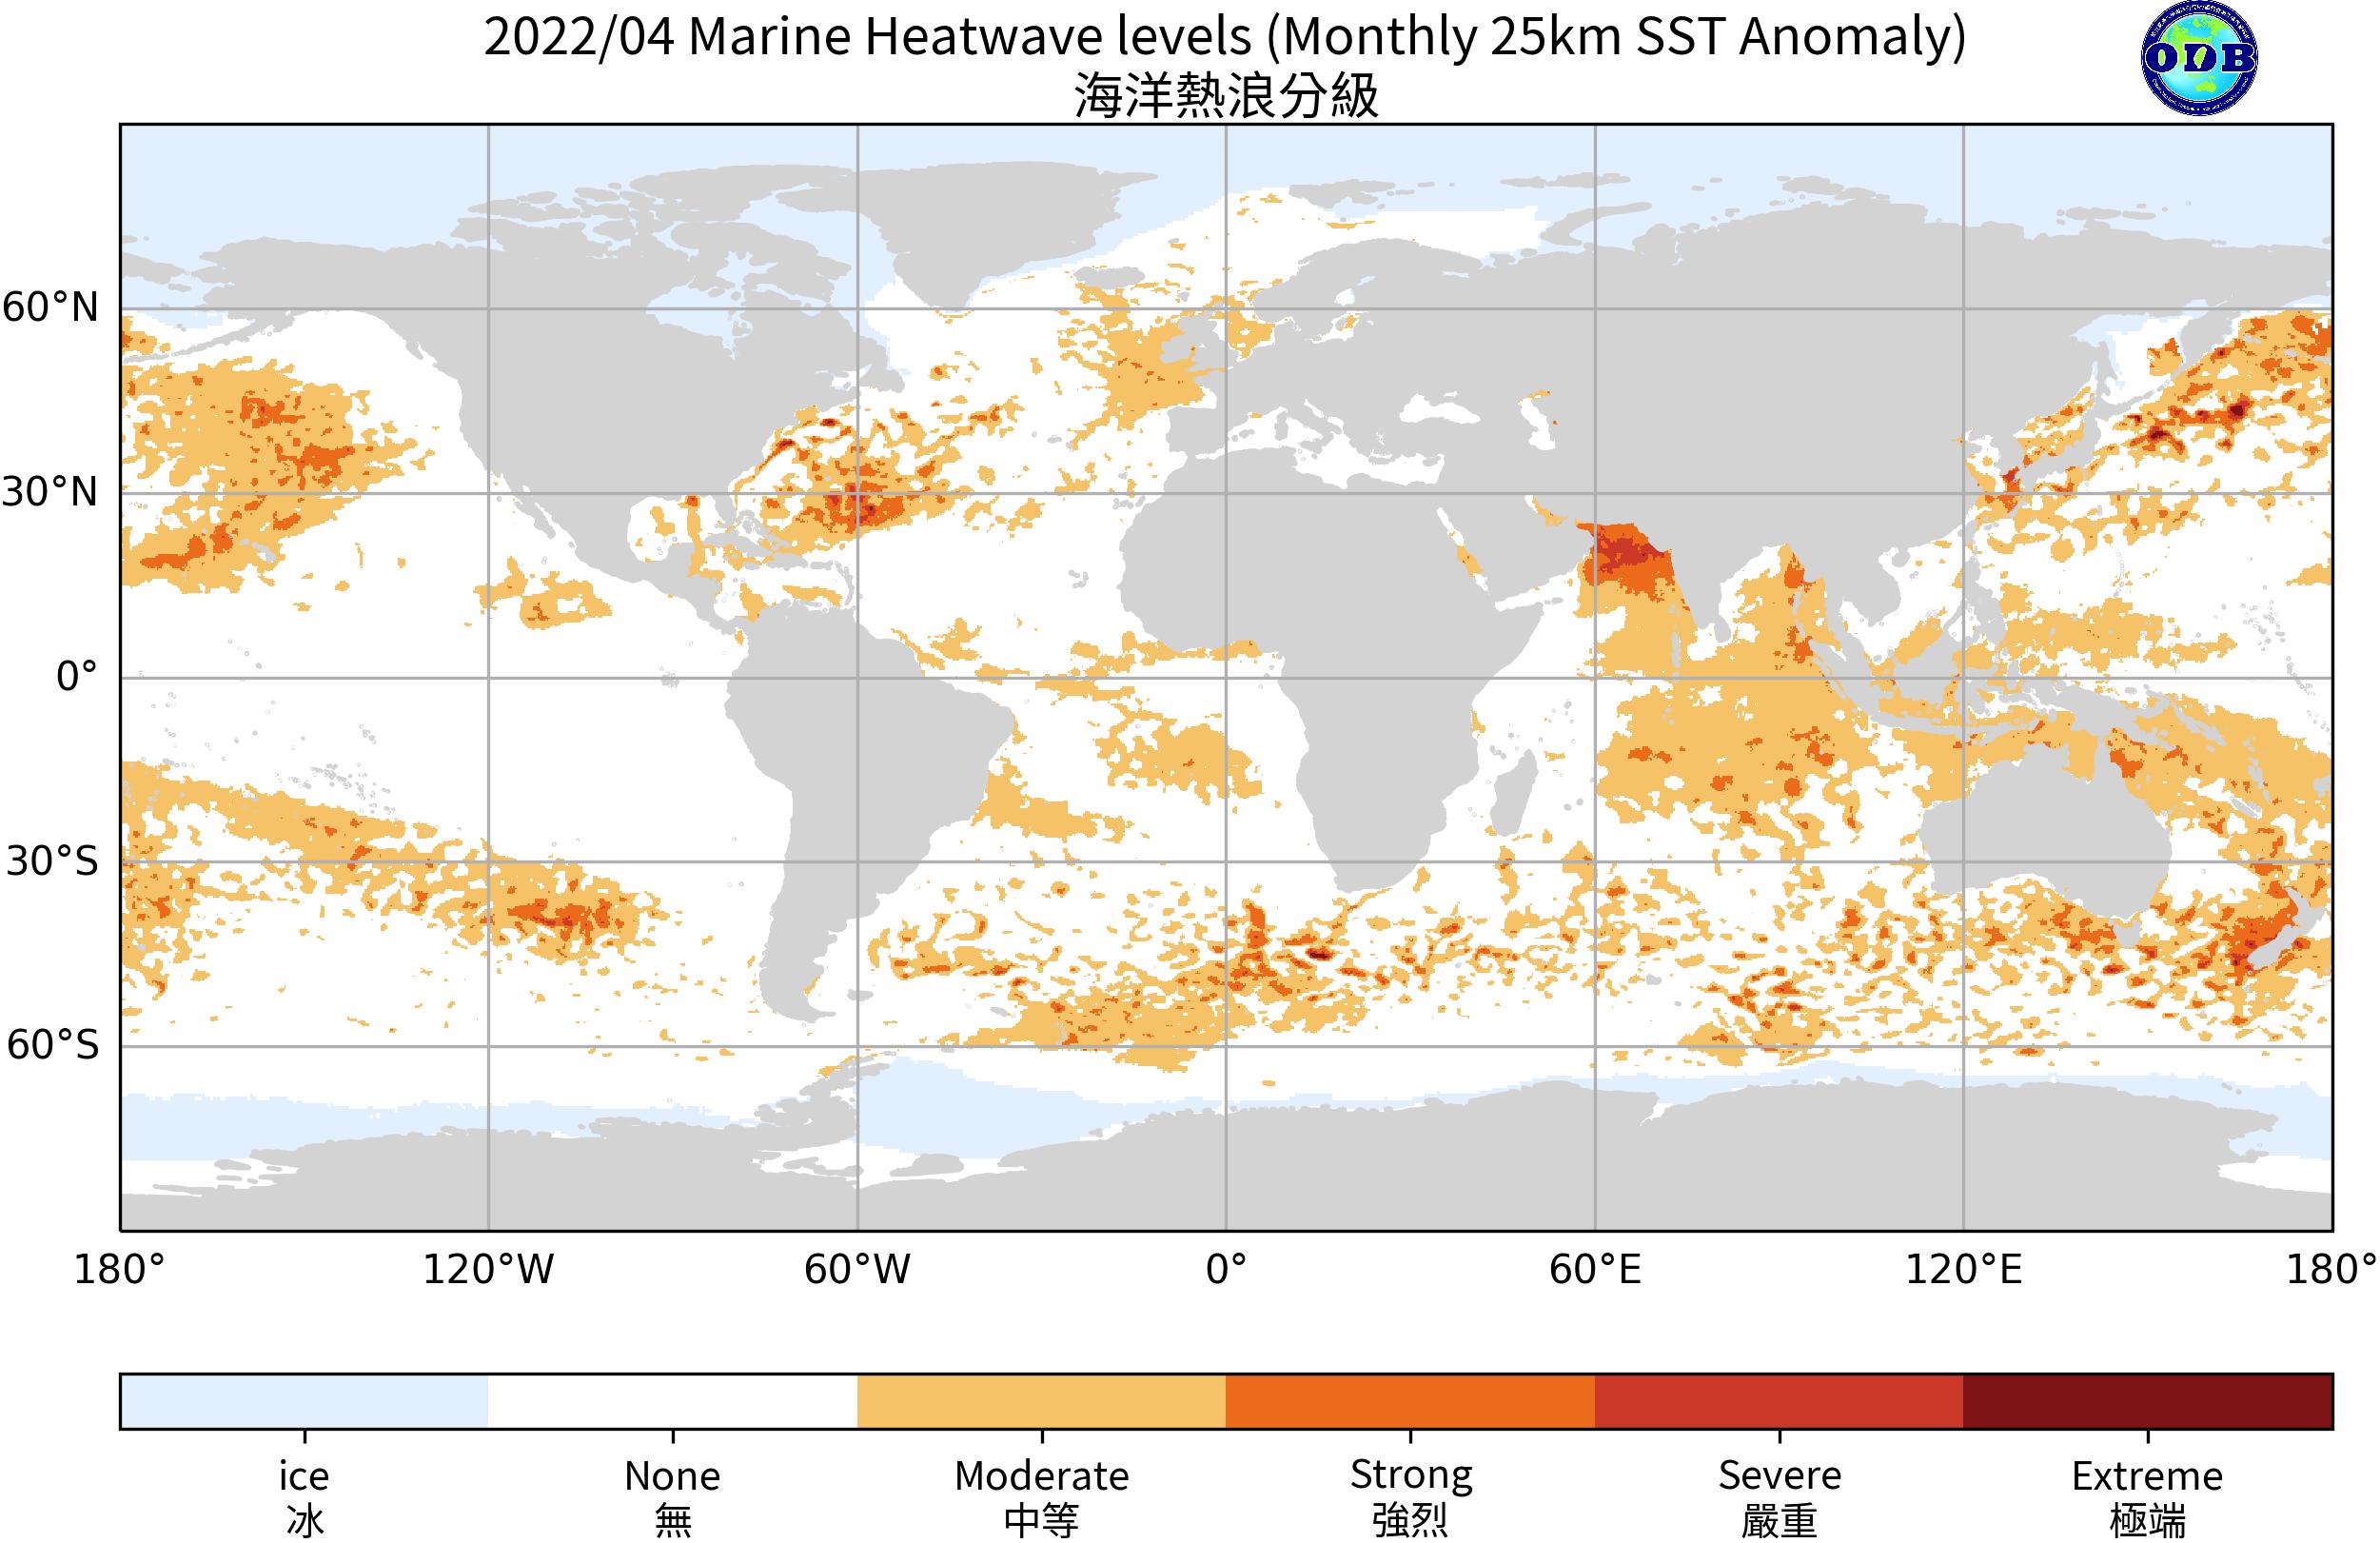 2022/04 Marine Heatwave levels (Monthly 25km SST Anomaly)
海洋熱浪分級
ODB
60°N
30°N
0°
30°S
60°S
180° 120°W 60°W 0° 60°E 120°E 180°
ice None Moderate Strong Severe Extreme
冰 無 中等 強烈 嚴重 極端